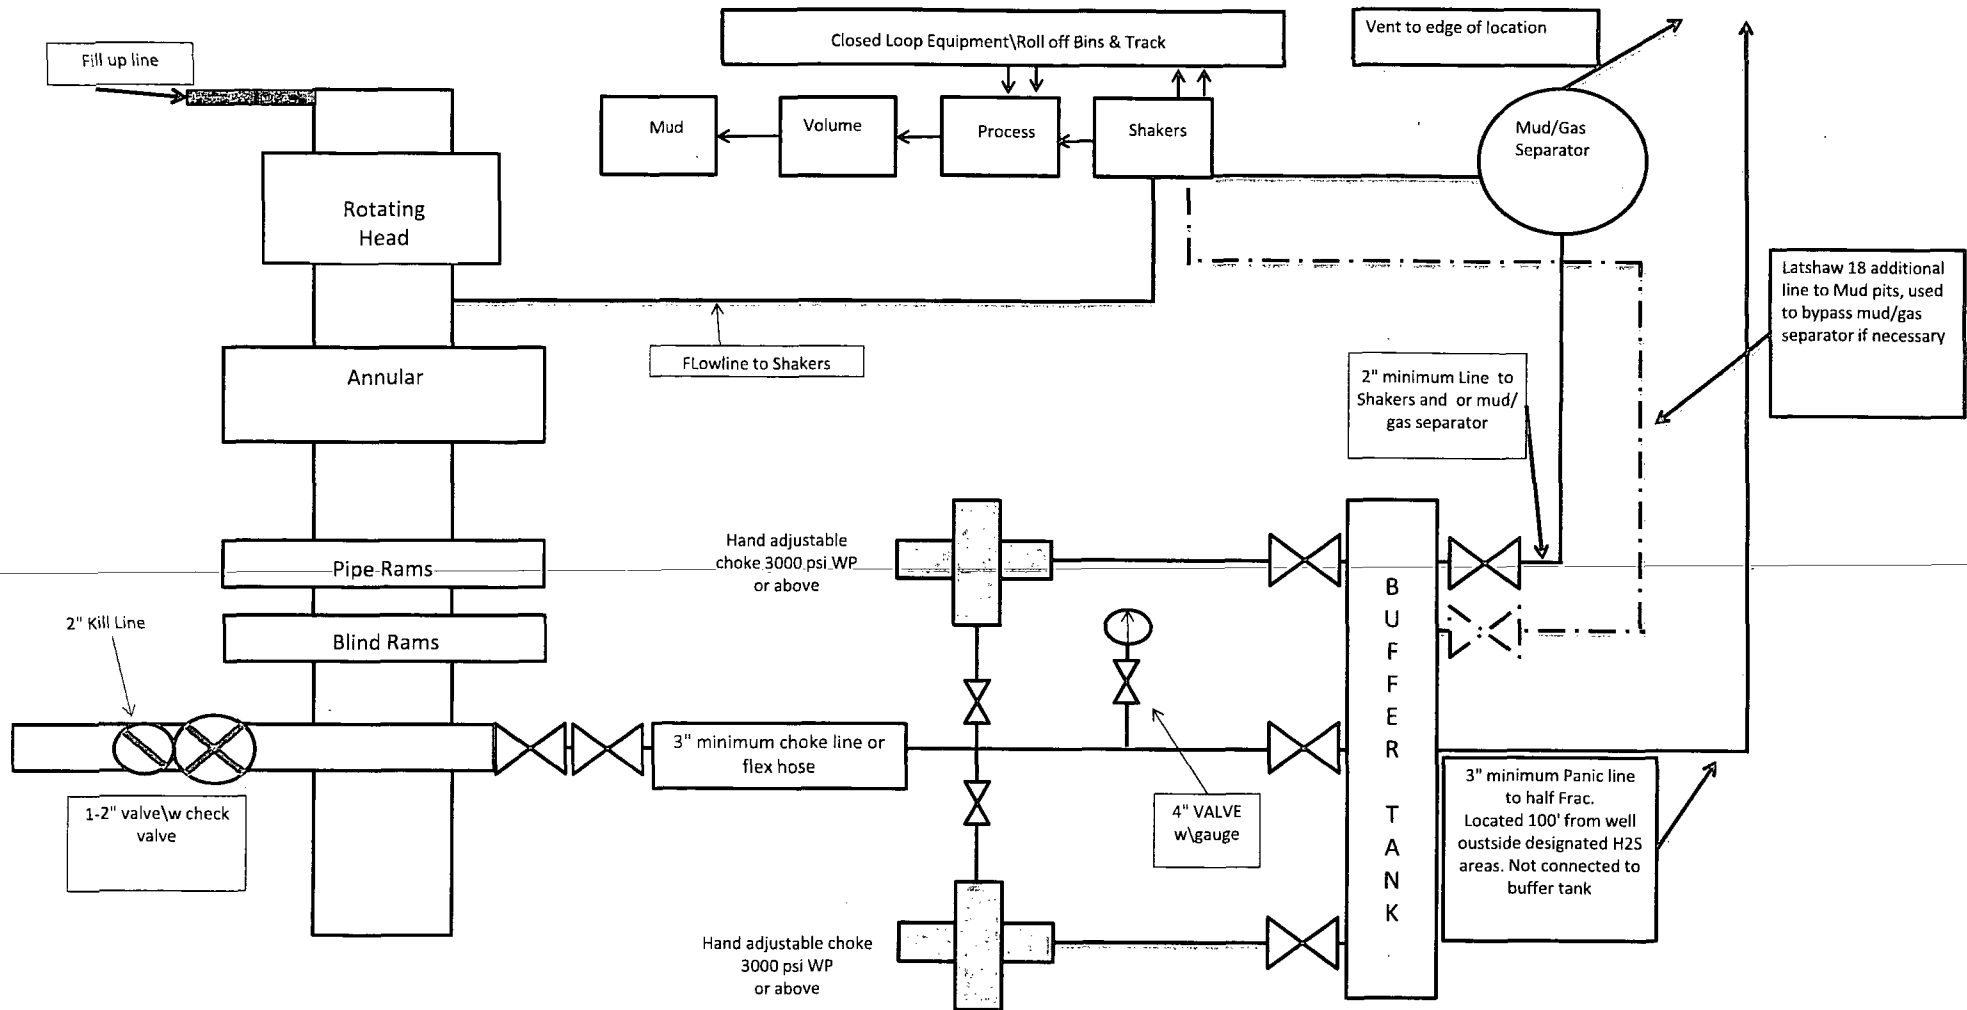 Closed Loop Equipment\Roll off Bins & Track
Vent to edge of location
Fill up line
Mud
Volume
Process
Shakers
Mud/Gas
Separator
Rotating
Head
Latshaw 18 additional
line to Mud pits, used
to bypass mud/gas
separator if necessary
FLowline to Shakers
Annular
2" minimum Line to
Shakers and or mud/
gas separator
Hand adjustable
choke 3000 psi WP
or above
Pipe Rams
2" Kill Line
Blind Rams
B
U
F
F
E
R
T
A
N
K
3" minimum choke line or
flex hose
1-2" valve\w check
valve
4" VALVE
w\gauge
3" minimum Panic line
to half Frac.
Located 100' from well
oustside designated H2S
areas. Not connected to
buffer tank
Hand adjustable choke
3000 psi WP
or above